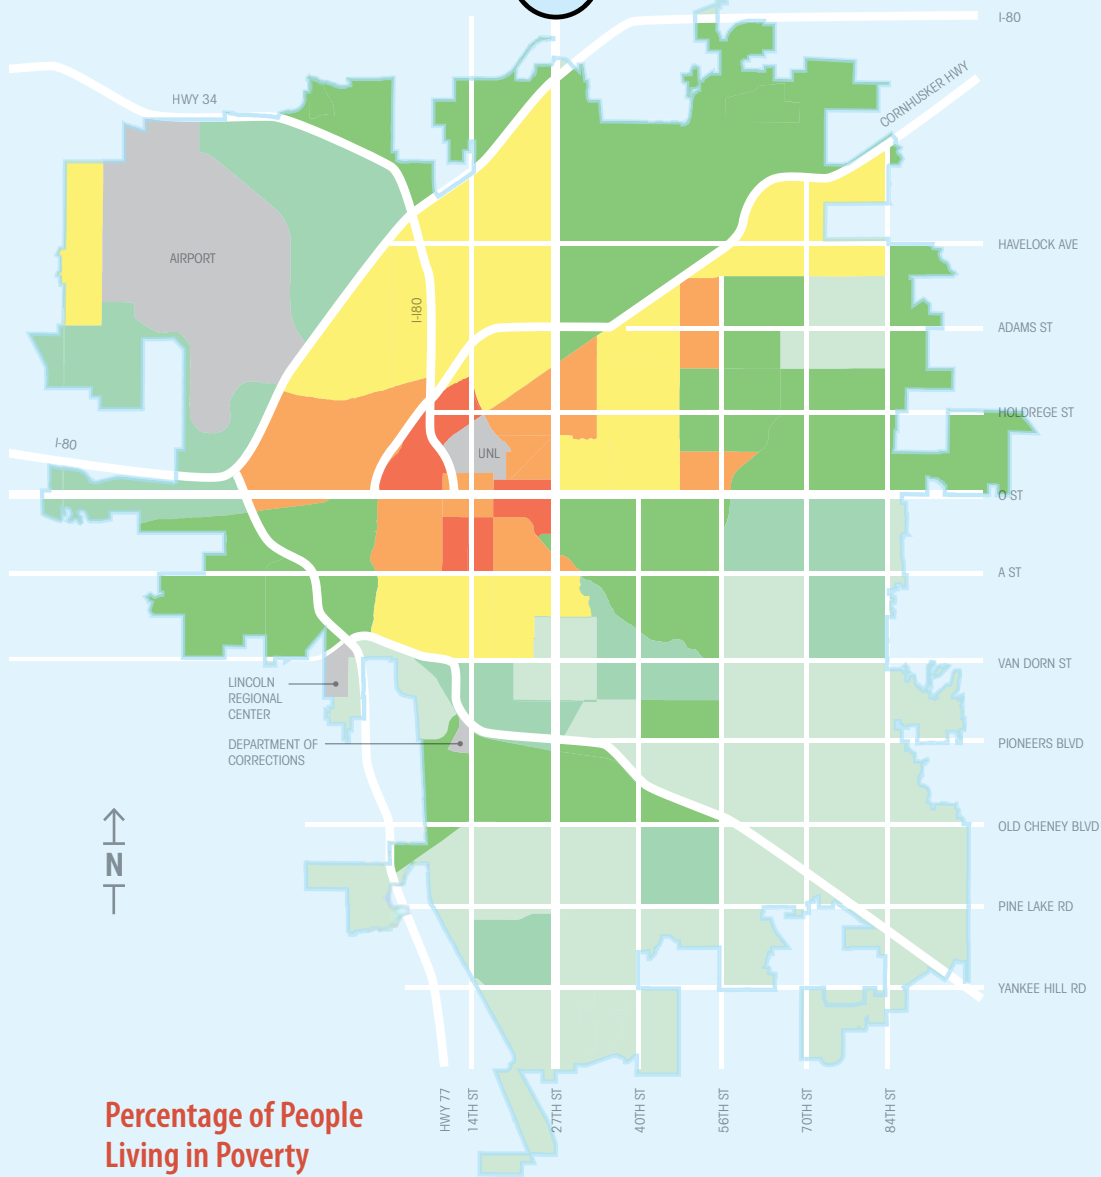 I-80
CORNHUSKER HWY
HWY 34
HAVELOCK AVE
AIRPORT
I-I80
ADAMS ST
HOLDREGE ST
I-80
UNL
O ST
A ST
VAN DORN ST
LINCOLN
REGIONAL
CENTER
DEPARTMENT OF
CORRECTIONS
PIONEERS BLVD
OLD CHENEY BLVD
N
PINE LAKE RD
YANKEE HILL RD
HWY 77
14TH ST
27TH ST
40TH ST
56TH ST
70TH ST
84TH ST
Percentage of People
Living in Poverty